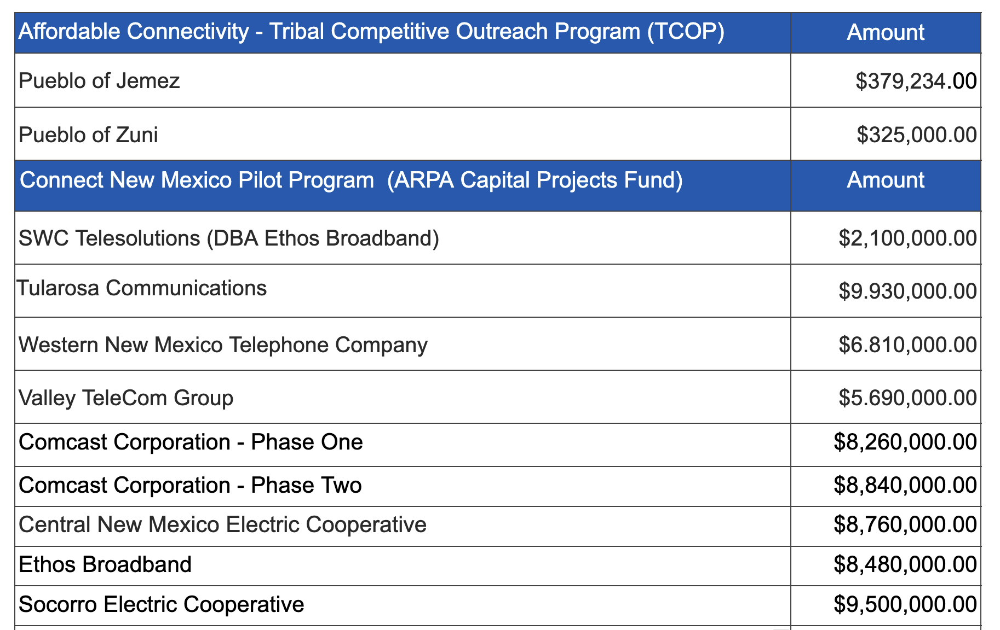 Affordable Connectivity - Tribal Competitive Outreach Program (TCOP) Amount
Pueblo of Jemez $379,234.00
Pueblo of Zuni $325,000.00
Connect New Mexico Pilot Program (ARPA Capital Projects Fund) Amount
SWC Telesolutions (DBA Ethos Broadband) $2,100,000.00
Tularosa Communications $9.930,000.00
Western New Mexico Telephone Company $6.810,000.00
Valley TeleCom Group $5.690,000.00
Comcast Corporation - Phase One $8,260,000.00
Comcast Corporation - Phase Two $8,840,000.00
Central New Mexico Electric Cooperative $8,760,000.00
Ethos Broadband $8,480,000.00
Socorro Electric Cooperative $9,500,000.00